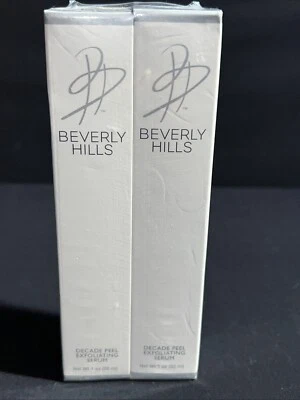 BEVERLY
HILLS
DECADE PEEL
EXFOLIATING
SERUM
BEVERLY
HILLS
DECADE PEEL
EXFOLIATING
SERUM